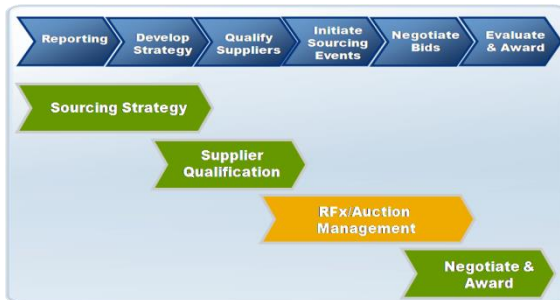 Reporting
Develop
Strategy
Qualify
Suppliers
Initiate
Sourcing
Events
Negotiate
Bids
Evaluate
& Award
Sourcing Strategy
Supplier
Qualification
RFx/Auction
Management
Negotiate &
Award